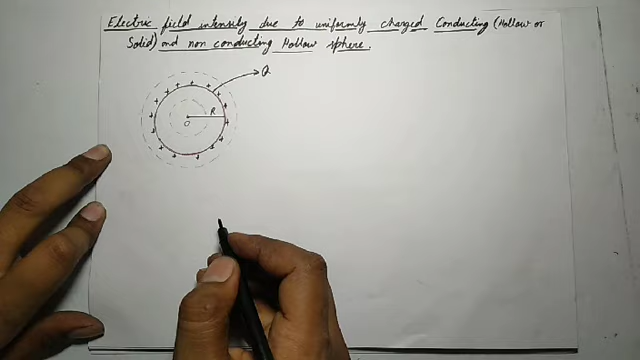 Electric field intensity due to uniformly charged Conducting (Hollow or
Solid) and non conducting Hollow sphere.
Q
R
O